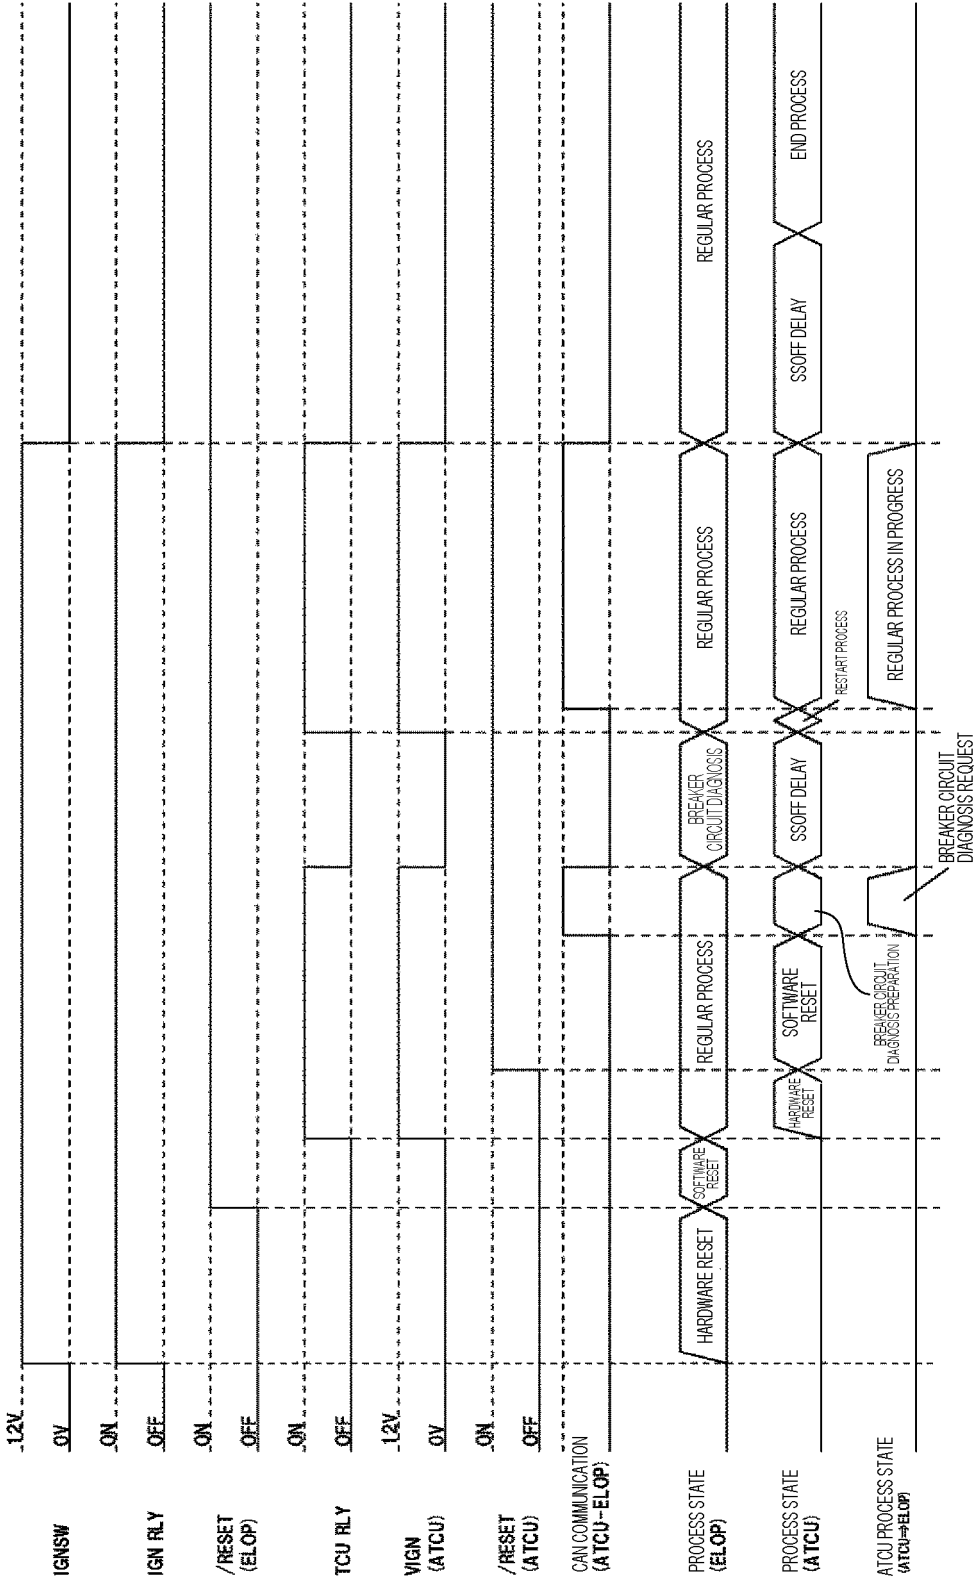 IGNSW
12V
0V
IGN RLY
ON
OFF
/RESET
(ELOP)
ON
OFF
TCU RLY
ON
OFF
VIGN
(ATCU)
12V
0V
/RESET
(ATCU)
ON
OFF
CAN COMMUNICATION
(ATCU-ELOP)
PROCESS STATE
(ELOP)
HARDWARE RESET
SOFTWARE
RESET
REGULAR PROCESS
BREAKER
CIRCUIT DIAGNOSIS
REGULAR PROCESS
REGULAR PROCESS
PROCESS STATE
(ATCU)
HARDWARE
RESET
SOFTWARE
RESET
BREAKER CIRCUIT
DIAGNOSIS PREPARATION
SSOFF DELAY
RESTART PROCESS
REGULAR PROCESS
SSOFF DELAY
END PROCESS
ATCU PROCESS STATE
(ATCU⇒ELOP)
BREAKER CIRCUIT
DIAGNOSIS REQUEST
REGULAR PROCESS IN PROGRESS